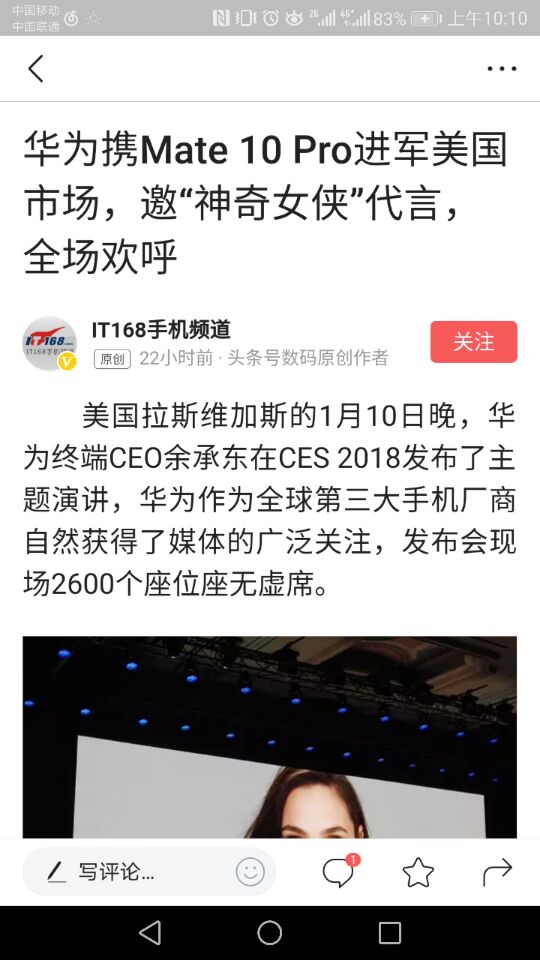 中国移动
中国联通
2G 4G 83% 上午10:10
华为携Mate 10 Pro进军美国
市场，邀“神奇女侠”代言，
全场欢呼
IT168.com
IT168手机频道
IT168手机频道
关注
原创 22小时前 · 头条号数码原创作者
美国拉斯维加斯的1月10日晚，华
为终端CEO余承东在CES 2018发布了主
题演讲，华为作为全球第三大手机厂商
自然获得了媒体的广泛关注，发布会现
场2600个座位座无虚席。
写评论...
1